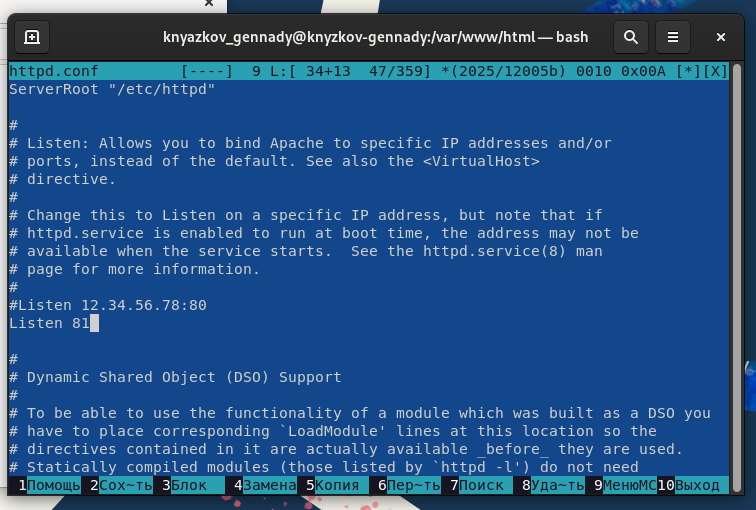 knyazkov_gennady@knyzkov-gennady:/var/www/html — bash
httpd.conf [----] 9 L:[ 34+13 47/359] *(2025/12005b) 0010 0x00A [*][X]
ServerRoot "/etc/httpd"
#
# Listen: Allows you to bind Apache to specific IP addresses and/or
# ports, instead of the default. See also the <VirtualHost>
# directive.
#
# Change this to Listen on a specific IP address, but note that if
# httpd.service is enabled to run at boot time, the address may not be
# available when the service starts.  See the httpd.service(8) man
# page for more information.
#
#Listen 12.34.56.78:80
Listen 81
#
# Dynamic Shared Object (DSO) Support
#
# To be able to use the functionality of a module which was built as a DSO you
# have to place corresponding `LoadModule' lines at this location so the
# directives contained in it are actually available _before_ they are used.
# Statically compiled modules (those listed by `httpd -l') do not need
1Помощь 2Сох~ть 3Блок 4Замена 5Копия 6Пер~ть 7Поиск 8Уда~ть 9МенюMC 10Выход